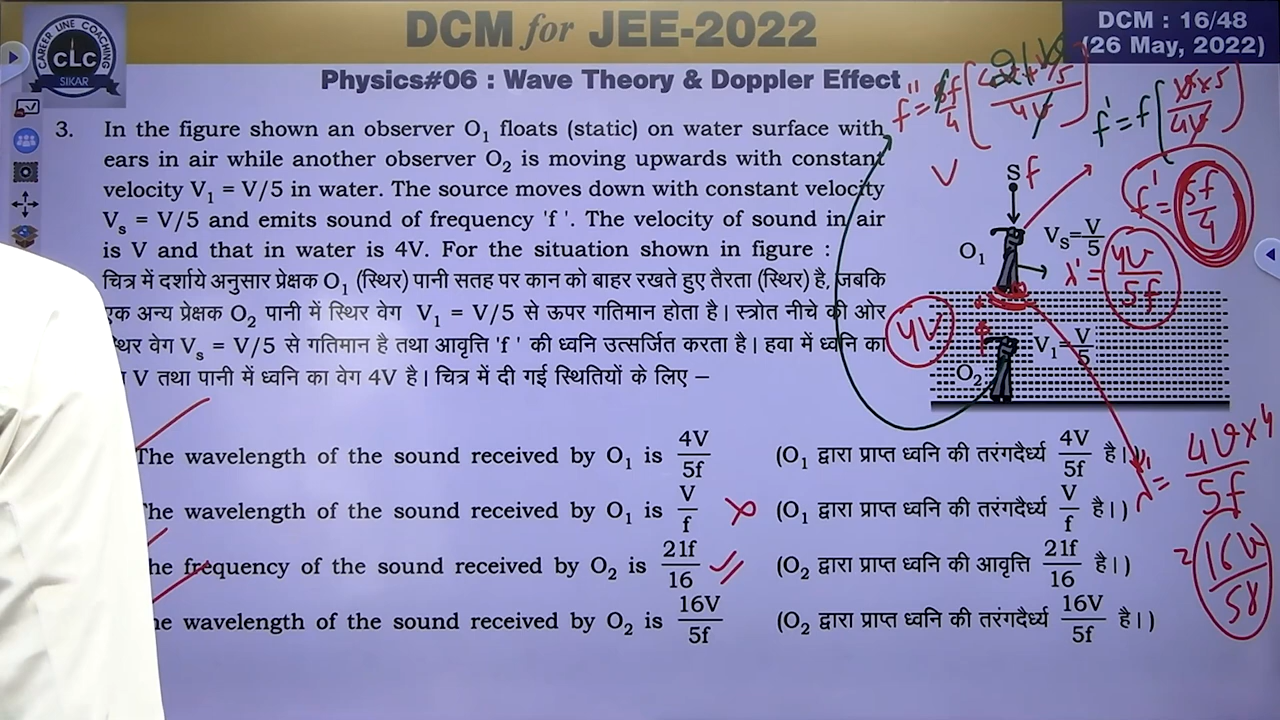 CAREER LINE COACHING
CLC
SIKAR
DCM for JEE-2022
DCM : 16/48
(26 May, 2022)
Physics#06 : Wave Theory & Doppler Effect
3. In the figure shown an observer O₁ floats (static) on water surface with
ears in air while another observer O₂ is moving upwards with constant
velocity V₁ = V/5 in water. The source moves down with constant velocity
Vₛ = V/5 and emits sound of frequency 'f '. The velocity of sound in air
is V and that in water is 4V. For the situation shown in figure :
चित्र में दर्शाये अनुसार प्रेक्षक O₁ (स्थिर) पानी सतह पर कान को बाहर रखते हुए तैरता (स्थिर) है, जबकि
एक अन्य प्रेक्षक O₂ पानी में स्थिर वेग V₁ = V/5 से ऊपर गतिमान होता है। स्त्रोत नीचे की ओर
वेग Vₛ = V/5 से गतिमान है तथा आवृत्ति 'f ' की ध्वनि उत्सर्जित करता है। हवा में ध्वनि का
V तथा पानी में ध्वनि का वेग 4V है। चित्र में दी गई स्थितियों के लिए –
The wavelength of the sound received by O₁ is 4V/5f (O₁ द्वारा प्राप्त ध्वनि की तरंगदैर्ध्य 4V/5f है।)
The wavelength of the sound received by O₁ is V/f (O₁ द्वारा प्राप्त ध्वनि की तरंगदैर्ध्य V/f है।)
he frequency of the sound received by O₂ is 21f/16 (O₂ द्वारा प्राप्त ध्वनि की आवृत्ति 21f/16 है।)
he wavelength of the sound received by O₂ is 16V/5f (O₂ द्वारा प्राप्त ध्वनि की तरंगदैर्ध्य 16V/5f है।)
V
S f
O₁
Vₛ=V/5
4V
V₁=V/5
O₂
f'= 5f/4
λ'= 4V/5f
4V×4/5f
= 16V/5f